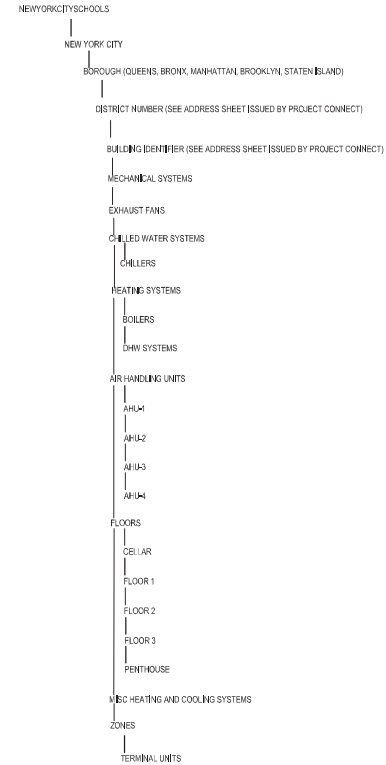 NEWYORKCITYSCHOOLS
NEW YORK CITY
BOROUGH (QUEENS, BRONX, MANHATTAN, BROOKLYN, STATEN ISLAND)
DISTRICT NUMBER (SEE ADDRESS SHEET ISSUED BY PROJECT CONNECT)
BUILDING IDENTIFIER (SEE ADDRESS SHEET ISSUED BY PROJECT CONNECT)
MECHANICAL SYSTEMS
EXHAUST FANS
CHILLED WATER SYSTEMS
CHILLERS
HEATING SYSTEMS
BOILERS
DHW SYSTEMS
AIR HANDLING UNITS
AHU-1
AHU-2
AHU-3
AHU-4
FLOORS
CELLAR
FLOOR 1
FLOOR 2
FLOOR 3
PENTHOUSE
MISC HEATING AND COOLING SYSTEMS
ZONES
TERMINAL UNITS